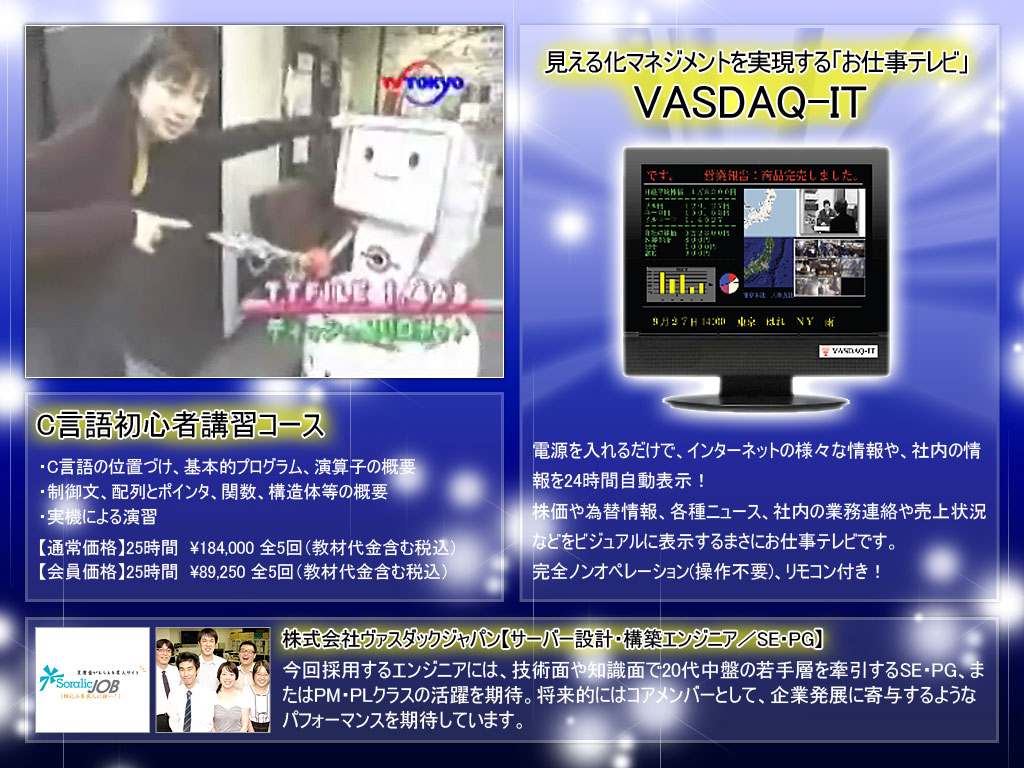 TV TOKYO
T.T.FILE 1,268
見える化マネジメントを実現する「お仕事テレビ」
VASDAQ-IT
です。 営業報告：商品完売しました。
9月27日 14:00 東京 はれ NY 雨
VASDAQ-IT
電源を入れるだけで、インターネットの様々な情報や、社内の情
報を24時間自動表示！
株価や為替情報、各種ニュース、社内の業務連絡や売上状況
などをビジュアルに表示するまさにお仕事テレビです。
完全ノンオペレーション(操作不要)、リモコン付き！
C言語初心者講習コース
・C言語の位置づけ、基本的プログラム、演算子の概要
・制御文、配列とポインタ、関数、構造体等の概要
・実機による演習
【通常価格】25時間 ¥184,000 全5回（教材代金含む税込）
【会員価格】25時間 ¥89,250 全5回（教材代金含む税込）
SoralicJOB
株式会社ヴァスダックジャパン【サーバー設計・構築エンジニア／SE・PG】
今回採用するエンジニアには、技術面や知識面で20代中盤の若手層を牽引するSE・PG、ま
たはPM・PLクラスの活躍を期待。将来的にはコアメンバーとして、企業発展に寄与するような
パフォーマンスを期待しています。